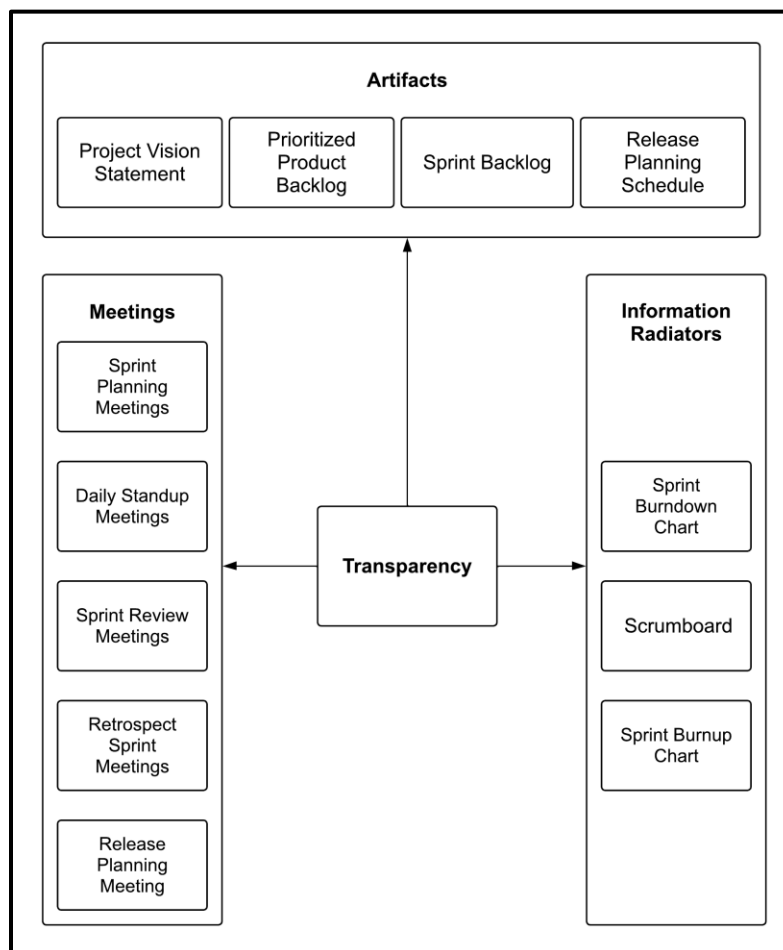 Artifacts
Project Vision
Statement
Prioritized
Product
Backlog
Sprint Backlog
Release
Planning
Schedule
Meetings
Sprint
Planning
Meetings
Daily Standup
Meetings
Sprint Review
Meetings
Retrospect
Sprint
Meetings
Release
Planning
Meeting
Transparency
Information
Radiators
Sprint
Burndown
Chart
Scrumboard
Sprint Burnup
Chart